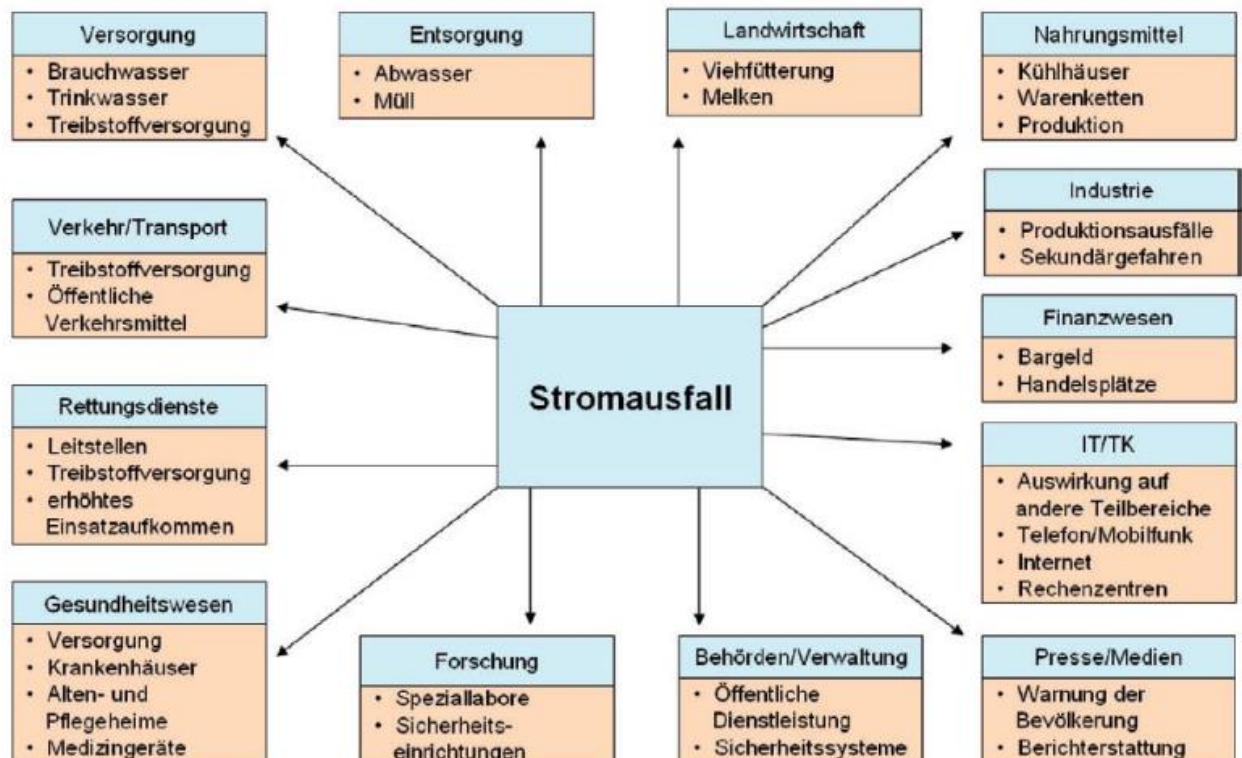 Versorgung
• Brauchwasser
• Trinkwasser
• Treibstoffversorgung
Entsorgung
• Abwasser
• Müll
Landwirtschaft
• Viehfütterung
• Melken
Nahrungsmittel
• Kühlhäuser
• Warenketten
• Produktion
Verkehr/Transport
• Treibstoffversorgung
• Öffentliche
Verkehrsmittel
Industrie
• Produktionsausfälle
• Sekundärgefahren
Finanzwesen
• Bargeld
• Handelsplätze
Stromausfall
Rettungsdienste
• Leitstellen
• Treibstoffversorgung
• erhöhtes
Einsatzaufkommen
IT/TK
• Auswirkung auf
andere Teilbereiche
• Telefon/Mobilfunk
• Internet
• Rechenzentren
Gesundheitswesen
• Versorgung
• Krankenhäuser
• Alten- und
Pflegeheime
• Medizingeräte
Forschung
• Speziallabore
• Sicherheits-
einrichtungen
Behörden/Verwaltung
• Öffentliche
Dienstleistung
• Sicherheitssysteme
Presse/Medien
• Warnung der
Bevölkerung
• Berichterstattung